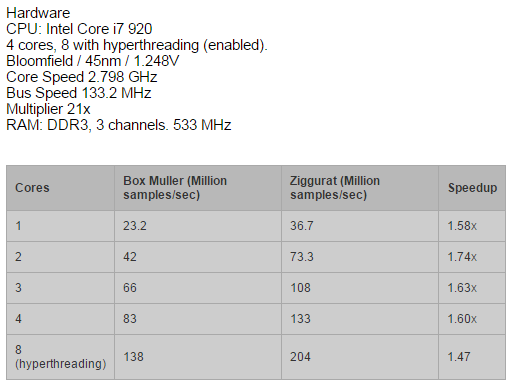 Hardware
CPU: Intel Core i7 920
4 cores, 8 with hyperthreading (enabled).
Bloomfield / 45nm / 1.248V
Core Speed 2.798 GHz
Bus Speed 133.2 MHz
Multiplier 21x
RAM: DDR3, 3 channels. 533 MHz
Cores Box Muller (Million samples/sec) Ziggurat (Million samples/sec) Speedup
1 23.2 36.7 1.58x
2 42 73.3 1.74x
3 66 108 1.63x
4 83 133 1.60x
8 (hyperthreading) 138 204 1.47